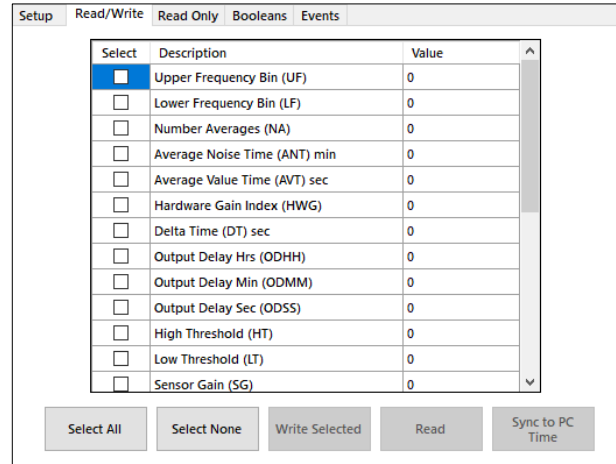 Setup Read/Write Read Only Booleans Events
Select Description Value
Upper Frequency Bin (UF) 0
Lower Frequency Bin (LF) 0
Number Averages (NA) 0
Average Noise Time (ANT) min 0
Average Value Time (AVT) sec 0
Hardware Gain Index (HWG) 0
Delta Time (DT) sec 0
Output Delay Hrs (ODHH) 0
Output Delay Min (ODMM) 0
Output Delay Sec (ODSS) 0
High Threshold (HT) 0
Low Threshold (LT) 0
Sensor Gain (SG) 0
Select All Select None Write Selected Read Sync to PC
Time